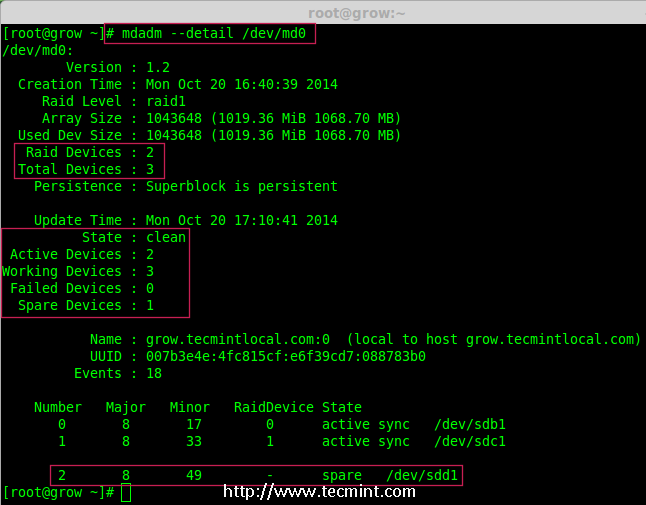 root@grow:~
[root@grow ~]# mdadm --detail /dev/md0
/dev/md0:
Version : 1.2
Creation Time : Mon Oct 20 16:40:39 2014
Raid Level : raid1
Array Size : 1043648 (1019.36 MiB 1068.70 MB)
Used Dev Size : 1043648 (1019.36 MiB 1068.70 MB)
Raid Devices : 2
Total Devices : 3
Persistence : Superblock is persistent
Update Time : Mon Oct 20 17:10:41 2014
State : clean
Active Devices : 2
Working Devices : 3
Failed Devices : 0
Spare Devices : 1
Name : grow.tecmintlocal.com:0 (local to host grow.tecmintlocal.com)
UUID : 007b3e4e:4fc815cf:e6f39cd7:088783b0
Events : 18
Number Major Minor RaidDevice State
0 8 17 0 active sync /dev/sdb1
1 8 33 1 active sync /dev/sdc1
2 8 49 - spare /dev/sdd1
[root@grow ~]#
http://www.tecmint.com